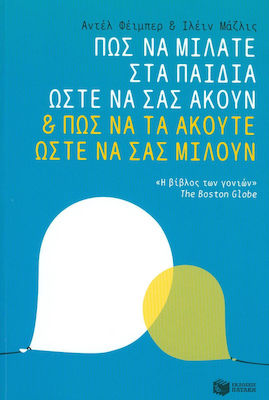 Αντέλ Φέιμπερ & Ιλέιν Μάζλις
ΠΩΣ ΝΑ ΜΙΛΑΤΕ
ΣΤΑ ΠΑΙΔΙΑ
ΩΣΤΕ ΝΑ ΣΑΣ ΑΚΟΥΝ
& ΠΩΣ ΝΑ ΤΑ ΑΚΟΥΤΕ
ΩΣΤΕ ΝΑ ΣΑΣ ΜΙΛΟΥΝ
«Η βίβλος των γονιών»
The Boston Globe
ΕΚΔΟΣΕΙΣ
ΠΑΤΑΚΗ